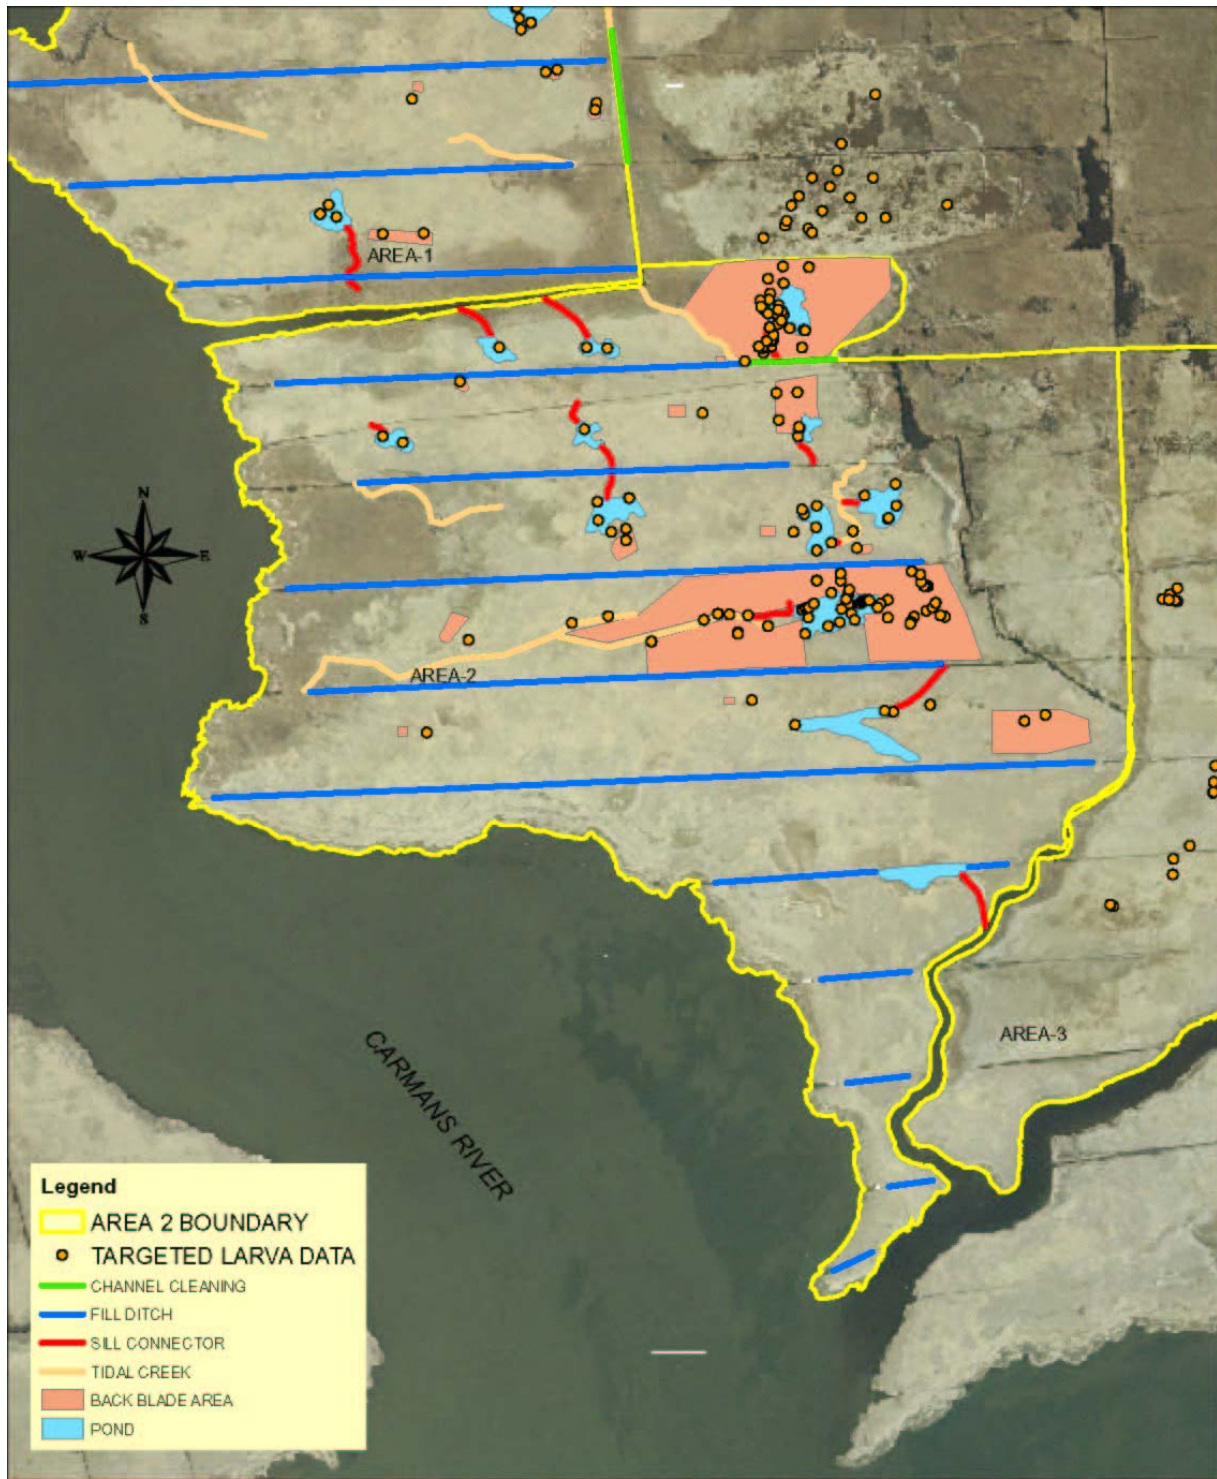 AREA-1
N
W
E
S
AREA-2
AREA-3
CARMANS RIVER
Legend
AREA 2 BOUNDARY
TARGETED LARVA DATA
CHANNEL CLEANING
FILL DITCH
SILL CONNECTOR
TIDAL CREEK
BACK BLADE AREA
POND